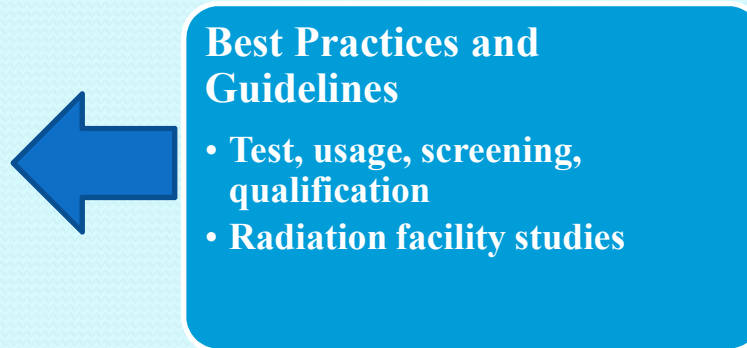 Best Practices and
Guidelines
• Test, usage, screening,
qualification
• Radiation facility studies